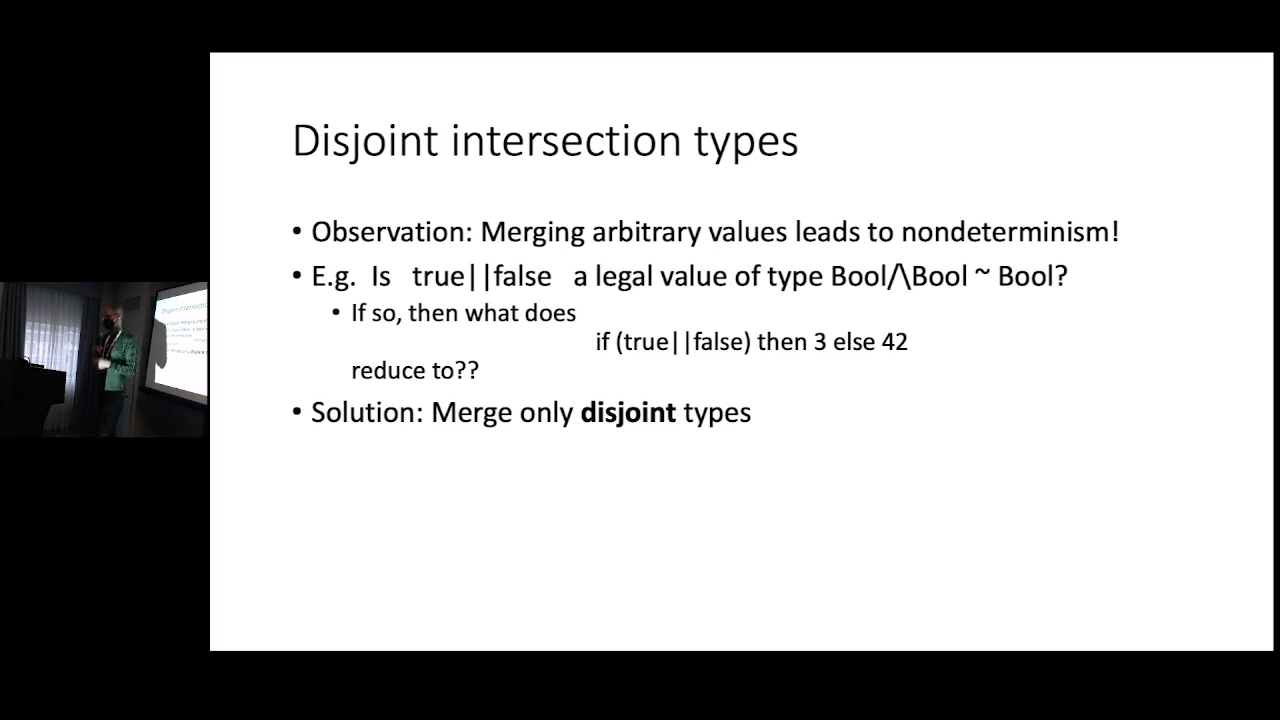 Disjoint intersection types
• Observation: Merging arbitrary values leads to nondeterminism!
• E.g. Is true||false a legal value of type Bool/\Bool ~ Bool?
• If so, then what does
if (true||false) then 3 else 42
reduce to??
• Solution: Merge only disjoint types